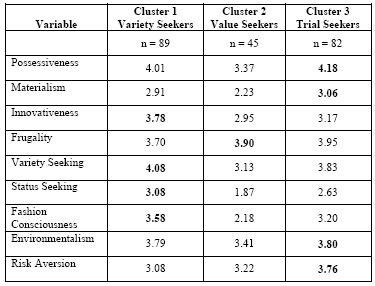 Variable Cluster 1 Variety Seekers Cluster 2 Value Seekers Cluster 3 Trial Seekers
n = 89 n = 45 n = 82
Possessiveness 4.01 3.37 4.18
Materialism 2.91 2.23 3.06
Innovativeness 3.78 2.95 3.17
Frugality 3.70 3.90 3.95
Variety Seeking 4.08 3.13 3.83
Status Seeking 3.08 1.87 2.63
Fashion Consciousness 3.58 2.18 3.20
Environmentalism 3.79 3.41 3.80
Risk Aversion 3.08 3.22 3.76